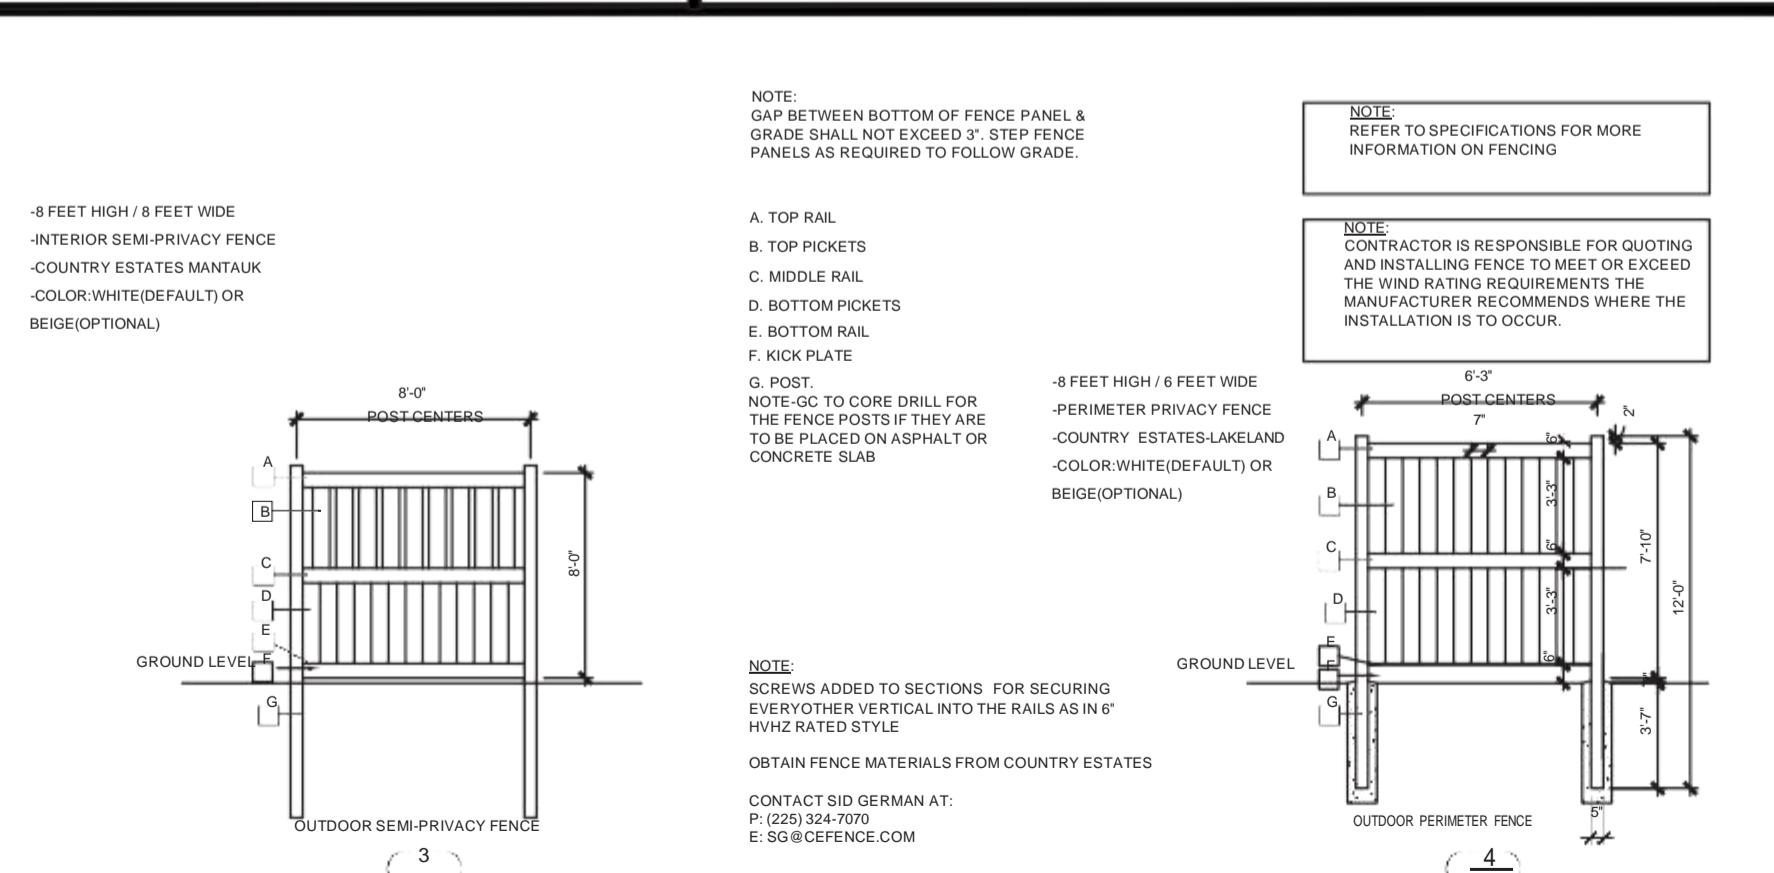 -8 FEET HIGH / 8 FEET WIDE
-INTERIOR SEMI-PRIVACY FENCE
-COUNTRY ESTATES MANTAUK
-COLOR:WHITE(DEFAULT) OR
BEIGE(OPTIONAL)
8'-0"
POST CENTERS
A
B
C
D
E
F
GROUND LEVEL
G
8'-0"
OUTDOOR SEMI-PRIVACY FENCE
3
NOTE:
GAP BETWEEN BOTTOM OF FENCE PANEL &
GRADE SHALL NOT EXCEED 3". STEP FENCE
PANELS AS REQUIRED TO FOLLOW GRADE.
A. TOP RAIL
B. TOP PICKETS
C. MIDDLE RAIL
D. BOTTOM PICKETS
E. BOTTOM RAIL
F. KICK PLATE
G. POST.
NOTE-GC TO CORE DRILL FOR
THE FENCE POSTS IF THEY ARE
TO BE PLACED ON ASPHALT OR
CONCRETE SLAB
NOTE:
SCREWS ADDED TO SECTIONS FOR SECURING
EVERYOTHER VERTICAL INTO THE RAILS AS IN 6"
HVHZ RATED STYLE
OBTAIN FENCE MATERIALS FROM COUNTRY ESTATES
CONTACT SID GERMAN AT:
P: (225) 324-7070
E: SG@CEFENCE.COM
NOTE:
REFER TO SPECIFICATIONS FOR MORE
INFORMATION ON FENCING
NOTE:
CONTRACTOR IS RESPONSIBLE FOR QUOTING
AND INSTALLING FENCE TO MEET OR EXCEED
THE WIND RATING REQUIREMENTS THE
MANUFACTURER RECOMMENDS WHERE THE
INSTALLATION IS TO OCCUR.
-8 FEET HIGH / 6 FEET WIDE
-PERIMETER PRIVACY FENCE
-COUNTRY ESTATES-LAKELAND
-COLOR:WHITE(DEFAULT) OR
BEIGE(OPTIONAL)
6'-3"
POST CENTERS
7"
2"
A
B
C
D
E
F
GROUND LEVEL
G
6"
3'-3"
6"
3'-3"
6"
7'-10"
12'-0"
3'-7"
5"
OUTDOOR PERIMETER FENCE
4